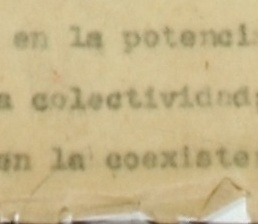 en la potenci
a colectividad;
en la coexiste